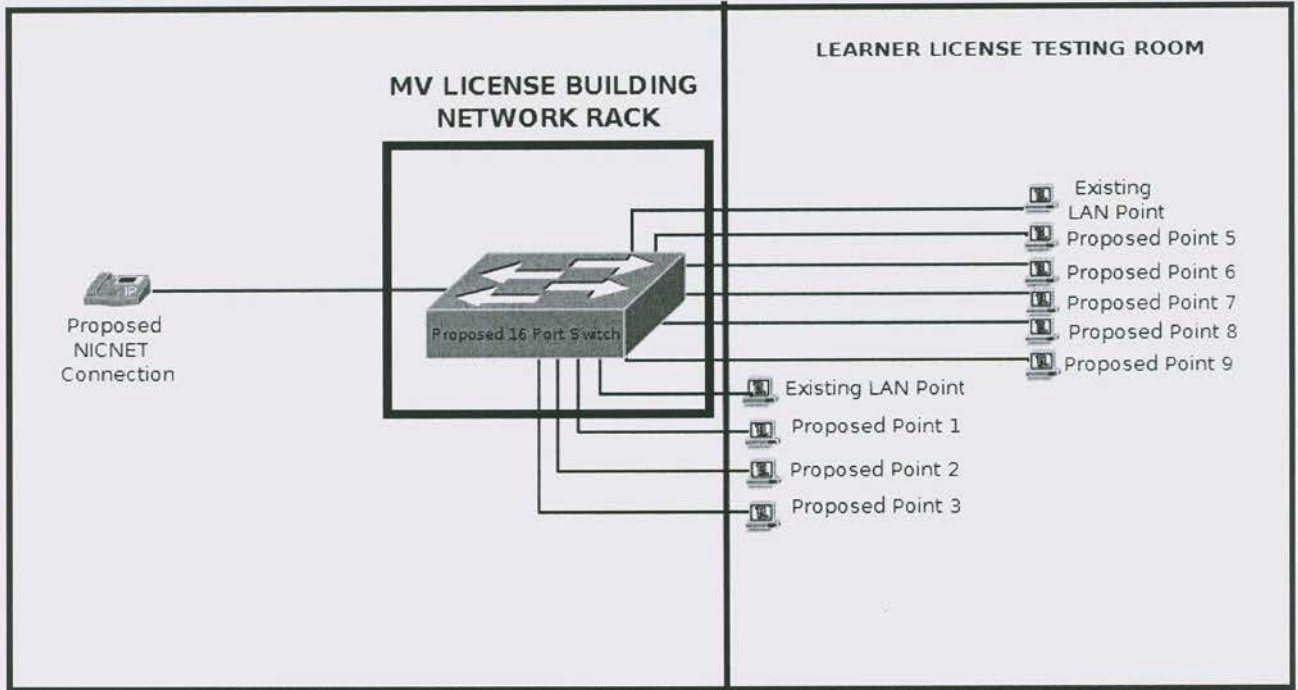 LEARNER LICENSE TESTING ROOM
MV LICENSE BUILDING
NETWORK RACK
Existing
LAN Point
Proposed Point 5
Proposed Point 6
Proposed Point 7
Proposed Point 8
Proposed Point 9
IP
Proposed
NICNET
Connection
Proposed 16 Port Switch
Existing LAN Point
Proposed Point 1
Proposed Point 2
Proposed Point 3